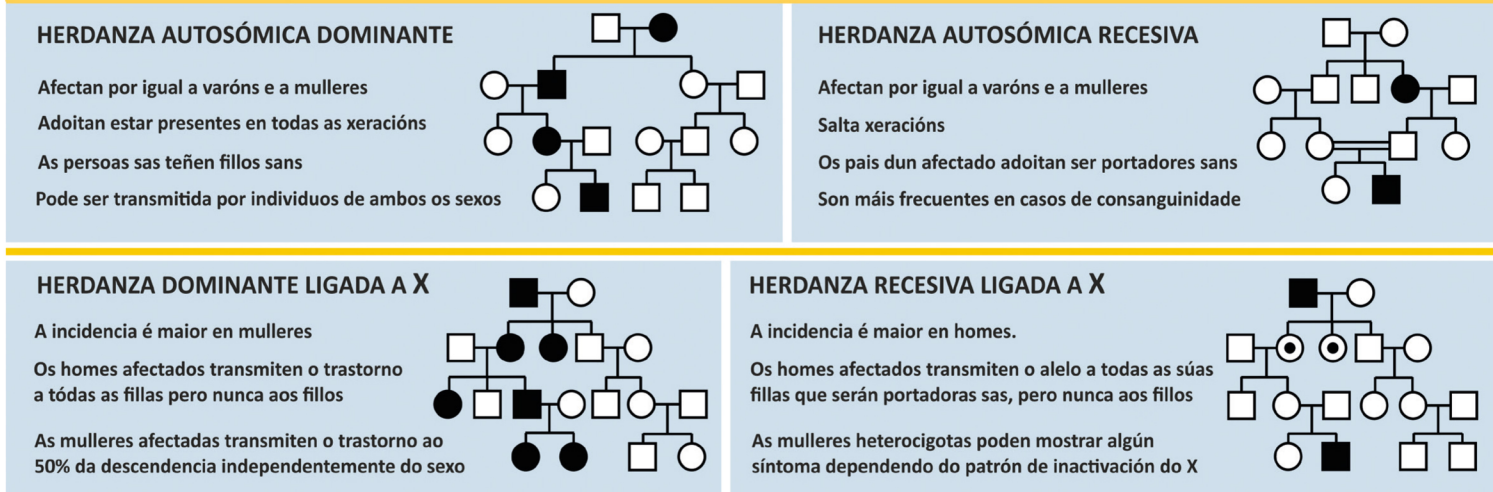 HERDANZA AUTOSÓMICA DOMINANTE
Afectan por igual a varóns e a mulleres
Adoitan estar presentes en todas as xeracións
As persoas sas teñen fillos sans
Pode ser transmitida por individuos de ambos os sexos
HERDANZA AUTOSÓMICA RECESIVA
Afectan por igual a varóns e a mulleres
Salta xeracións
Os pais dun afectado adoitan ser portadores sans
Son máis frecuentes en casos de consanguinidade
HERDANZA DOMINANTE LIGADA A X
A incidencia é maior en mulleres
Os homes afectados transmiten o trastorno
a tódas as fillas pero nunca aos fillos
As mulleres afectadas transmiten o trastorno ao
50% da descendencia independentemente do sexo
HERDANZA RECESIVA LIGADA A X
A incidencia é maior en homes.
Os homes afectados transmiten o alelo a todas as súas
fillas que serán portadoras sas, pero nunca aos fillos
As mulleres heterocigotas poden mostrar algún
síntoma dependendo do patrón de inactivación do X